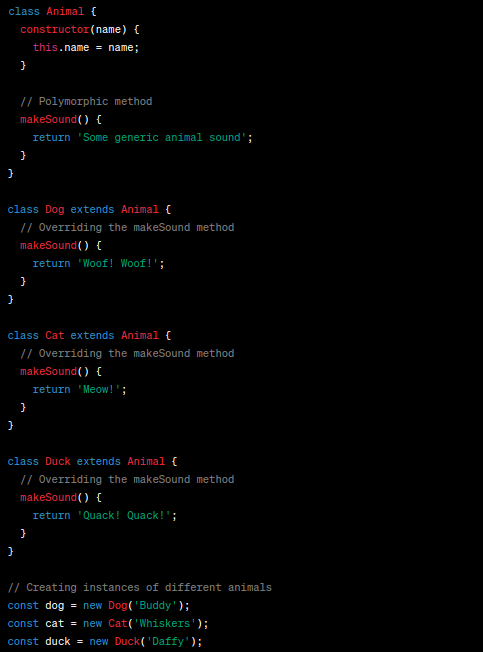 class Animal {
  constructor(name) {
    this.name = name;
  }

  // Polymorphic method
  makeSound() {
    return 'Some generic animal sound';
  }
}

class Dog extends Animal {
  // Overriding the makeSound method
  makeSound() {
    return 'Woof! Woof!';
  }
}

class Cat extends Animal {
  // Overriding the makeSound method
  makeSound() {
    return 'Meow!';
  }
}

class Duck extends Animal {
  // Overriding the makeSound method
  makeSound() {
    return 'Quack! Quack!';
  }
}

// Creating instances of different animals
const dog = new Dog('Buddy');
const cat = new Cat('Whiskers');
const duck = new Duck('Daffy');